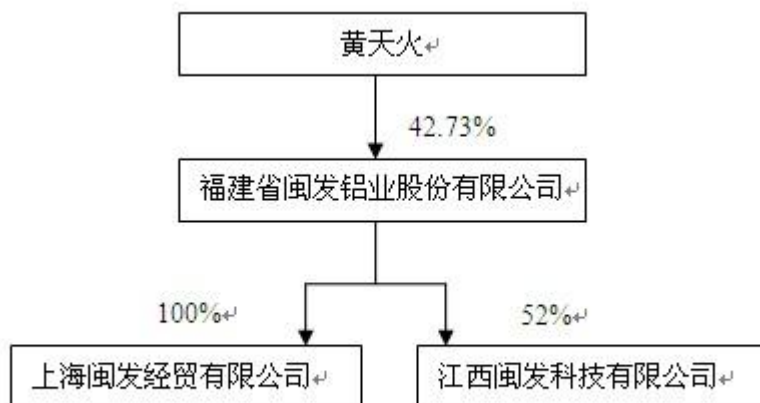 黄天火
42.73%
福建省闽发铝业股份有限公司
100%
52%
上海闽发经贸有限公司
江西闽发科技有限公司